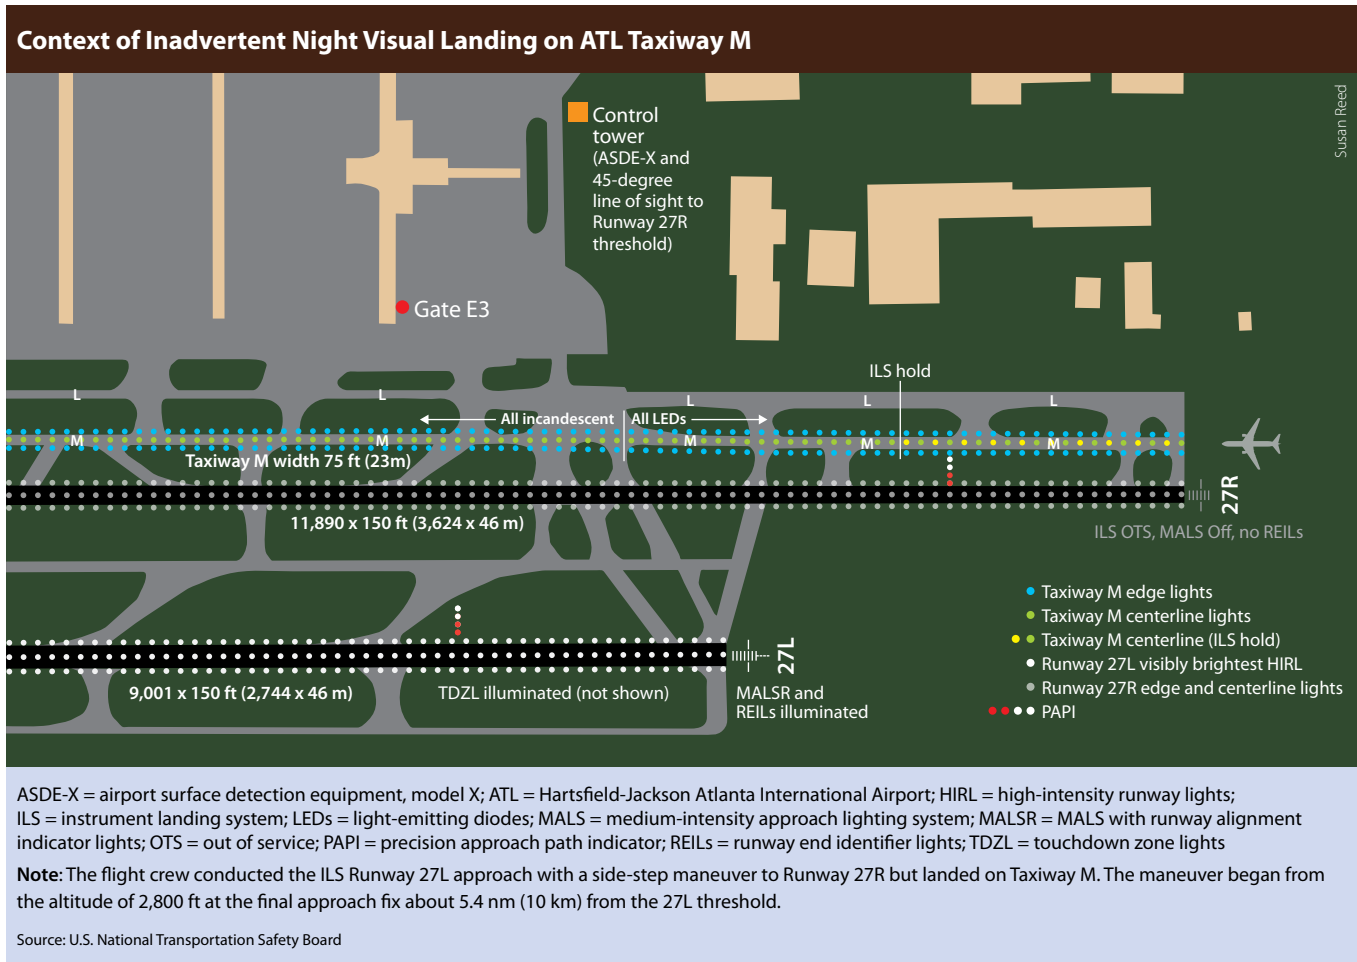 Context of Inadvertent Night Visual Landing on ATL Taxiway M
Susan Reed
Control
tower
(ASDE-X and
45-degree
line of sight to
Runway 27R
threshold)
Gate E3
ILS hold
L
L
L
L
L
All incandescent
All LEDs
M
M
M
M
M
Taxiway M width 75 ft (23m)
27R
11,890 x 150 ft (3,624 x 46 m)
ILS OTS, MALS Off, no REILs
Taxiway M edge lights
Taxiway M centerline lights
Taxiway M centerline (ILS hold)
Runway 27L visibly brightest HIRL
Runway 27R edge and centerline lights
PAPI
27L
9,001 x 150 ft (2,744 x 46 m)
TDZL illuminated (not shown)
MALSR and
REILs illuminated
ASDE-X = airport surface detection equipment, model X; ATL = Hartsfield-Jackson Atlanta International Airport; HIRL = high-intensity runway lights;
ILS = instrument landing system; LEDs = light-emitting diodes; MALS = medium-intensity approach lighting system; MALSR = MALS with runway alignment
indicator lights; OTS = out of service; PAPI = precision approach path indicator; REILs = runway end identifier lights; TDZL = touchdown zone lights
Note: The flight crew conducted the ILS Runway 27L approach with a side-step maneuver to Runway 27R but landed on Taxiway M. The maneuver began from
the altitude of 2,800 ft at the final approach fix about 5.4 nm (10 km) from the 27L threshold.
Source: U.S. National Transportation Safety Board